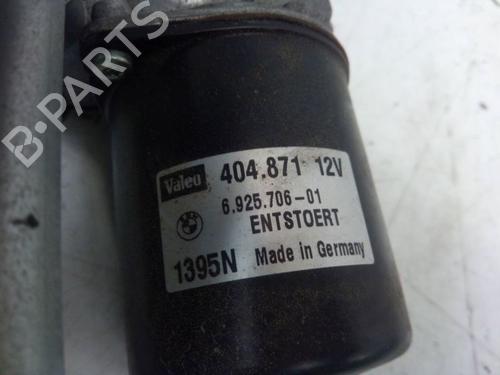 B-PARTS
Valeo 404.871 12V
6.925.706-01
ENTSTOERT
1395N Made in Germany